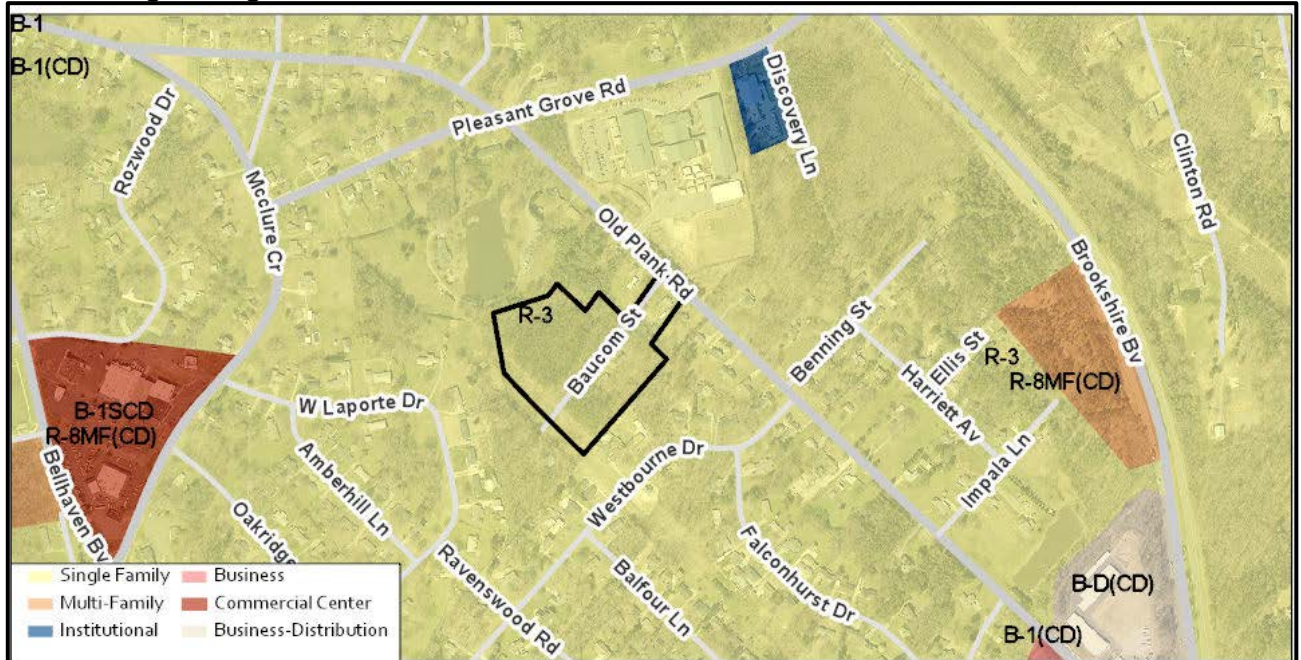 B-1
B-1(CD)
Rozwood Dr
Mcclure Cr
Pleasant Grove Rd
Discovery Ln
Clinton Rd
Old Plank Rd
Brookshire Bv
R-3
Baucom St
Benning St
Ellis St
R-3
R-8MF(CD)
Harriett Av
Impala Ln
B-1SCD
R-8MF(CD)
Bellhaven Bv
W Laporte Dr
Amberhill Ln
Oakridge
Ravenswood Rd
Westbourne Dr
Balfour Ln
Falconhurst Dr
B-D(CD)
B-1(CD)
Single Family
Business
Multi-Family
Commercial Center
Institutional
Business-Distribution